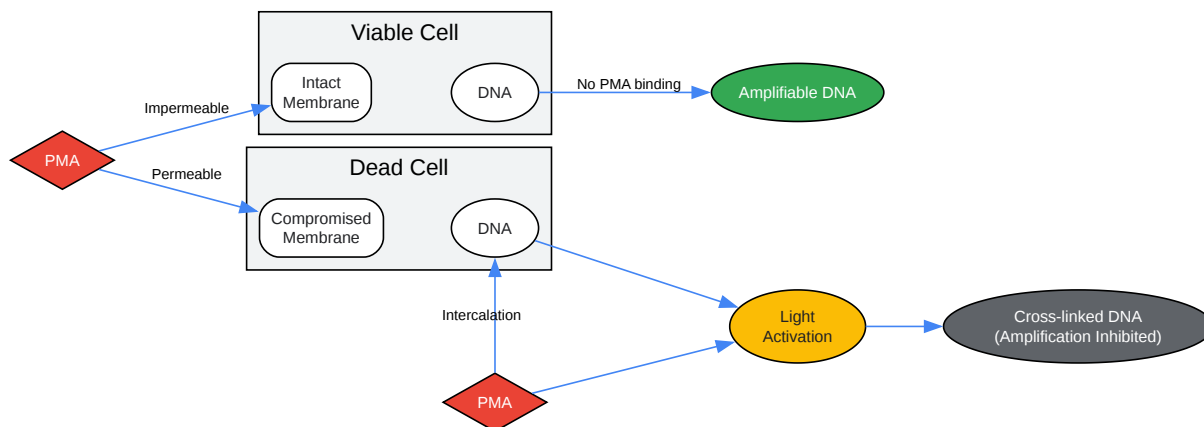 Viable Cell
Intact
Membrane
DNA
No PMA binding
Amplifiable DNA
Impermeable
PMA
Permeable
Dead Cell
Compromised
Membrane
DNA
Intercalation
Light
Activation
Cross-linked DNA
(Amplification Inhibited)
PMA